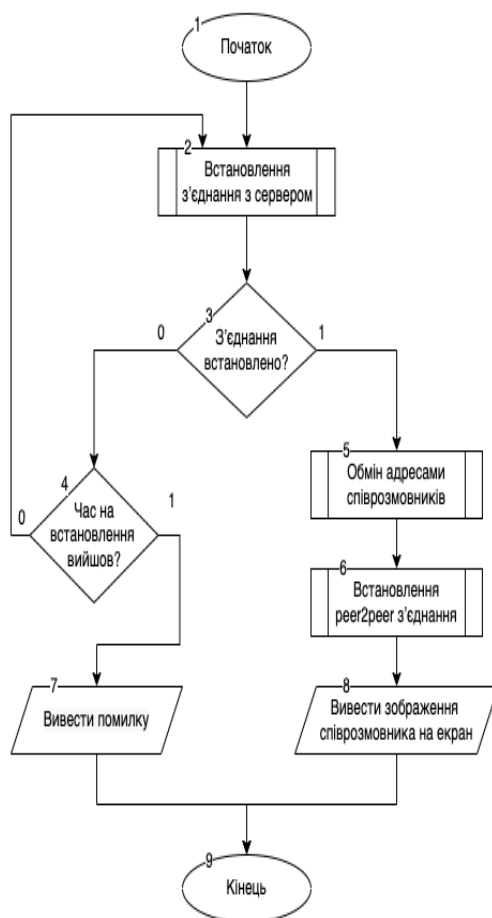 1
Початок
2
Встановлення
з'єднання з сервером
3
З'єднання
встановлено?
0
1
4
Час на
встановлення
вийшов?
0
1
5
Обмін адресами
співрозмовників
6
Встановлення
peer2peer з'єднання
7
Вивести помилку
8
Вивести зображення
співрозмовника на екран
9
Кінець